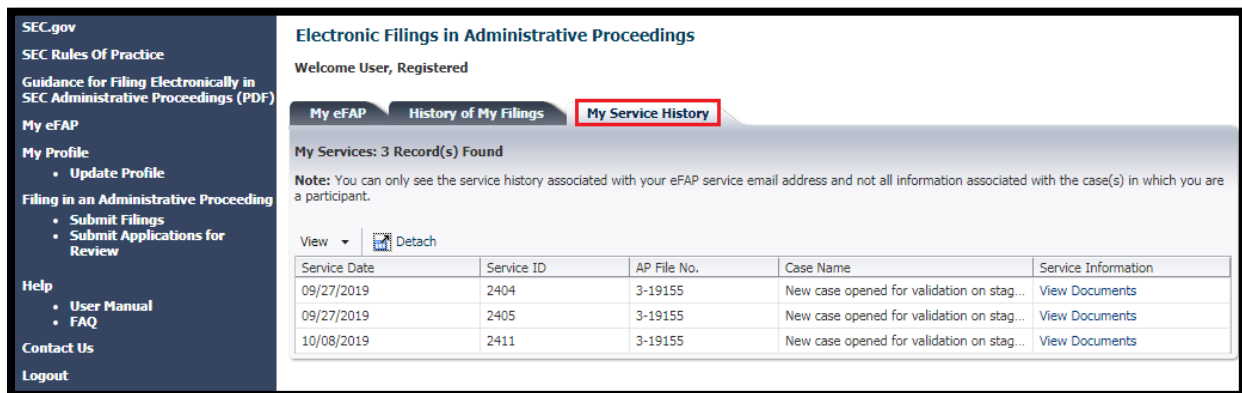 SEC.gov
SEC Rules Of Practice
Guidance for Filing Electronically in
SEC Administrative Proceedings (PDF)
My eFAP
My Profile
• Update Profile
Filing in an Administrative Proceeding
• Submit Filings
• Submit Applications for
Review
Help
• User Manual
• FAQ
Contact Us
Logout
Electronic Filings in Administrative Proceedings
Welcome User, Registered
My eFAP History of My Filings My Service History
My Services: 3 Record(s) Found
Note: You can only see the service history associated with your eFAP service email address and not all information associated with the case(s) in which you are
a participant.
View Detach
Service Date Service ID AP File No. Case Name Service Information
09/27/2019 2404 3-19155 New case opened for validation on stag... View Documents
09/27/2019 2405 3-19155 New case opened for validation on stag... View Documents
10/08/2019 2411 3-19155 New case opened for validation on stag... View Documents